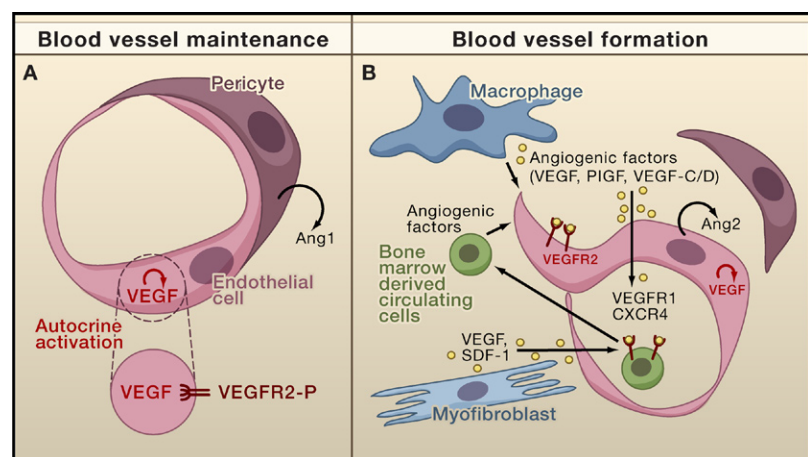 Blood vessel maintenance
A
Pericyte
Ang1
Endothelial
cell
VEGF
Autocrine
activation
VEGF
VEGFR2-P
Blood vessel formation
B
Macrophage
Angiogenic factors
(VEGF, PlGF, VEGF-C/D)
Angiogenic
factors
Ang2
VEGFR2
Bone
marrow
derived
circulating
cells
VEGF
VEGFR1
CXCR4
VEGF,
SDF-1
Myofibroblast